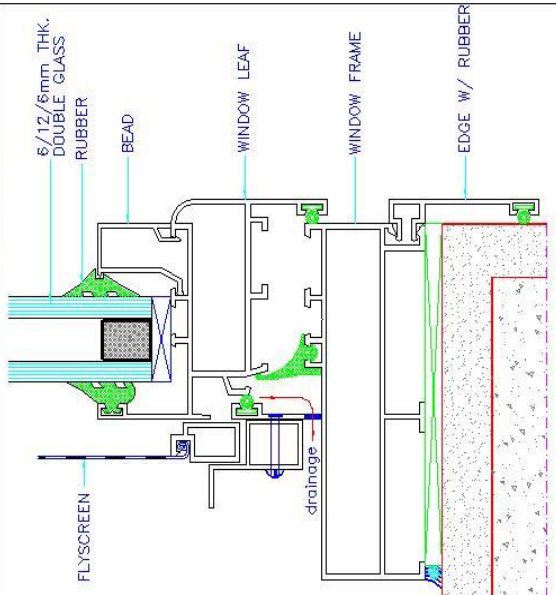 6/12/6mm THK.
DOUBLE GLASS
RUBBER
BEAD
WINDOW LEAF
WINDOW FRAME
EDGE W/ RUBBER
FLYSCREEN
drainage